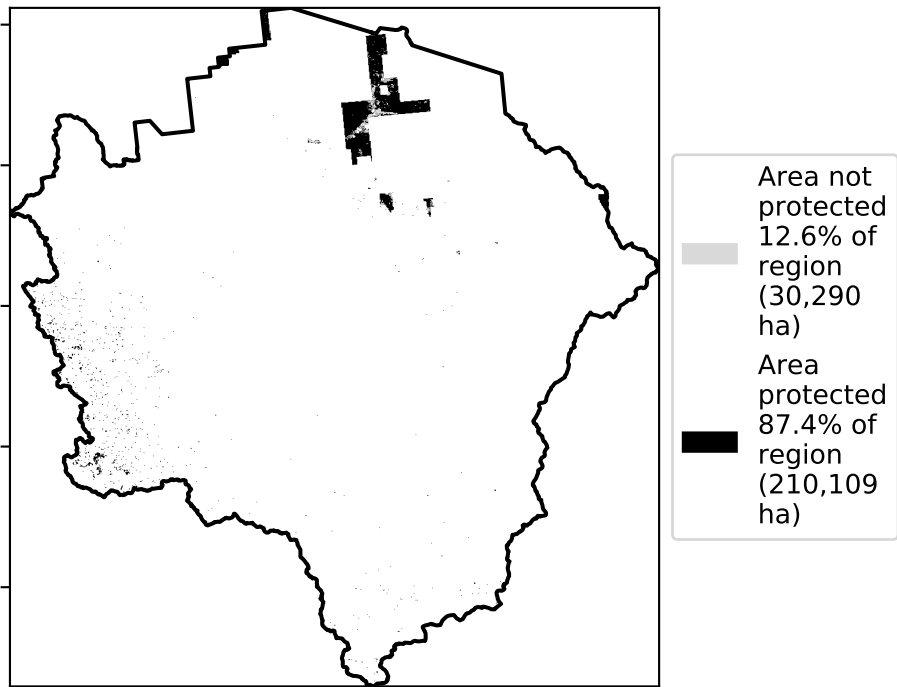 Area not
protected
12.6% of
region
(30,290
ha)
Area
protected
87.4% of
region
(210,109
ha)